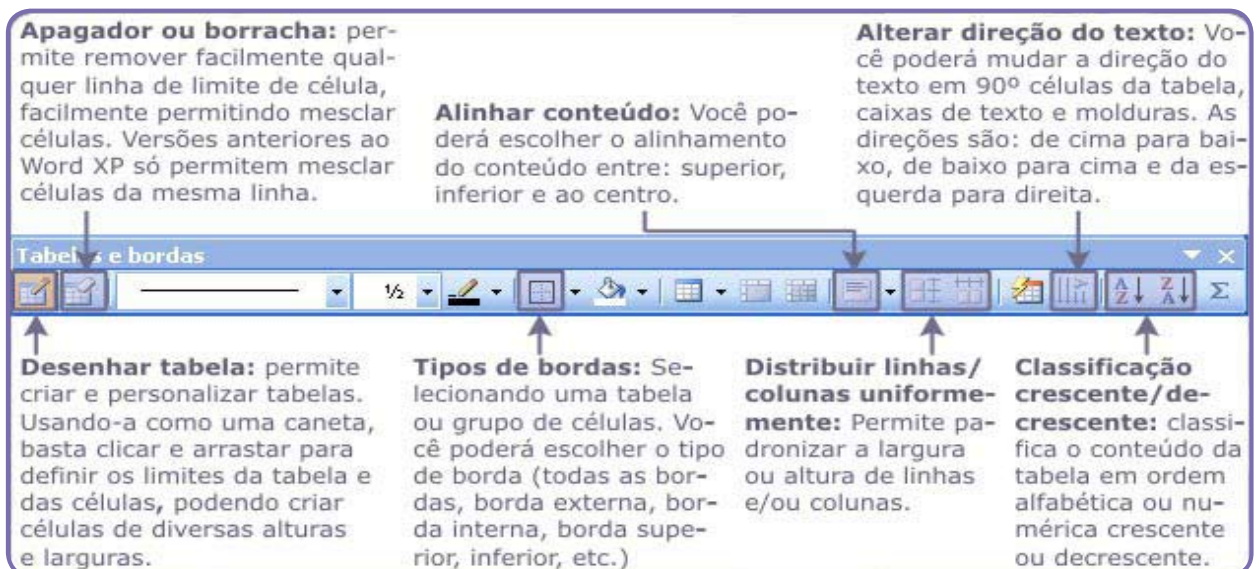 Apagador ou borracha: per-
mite remover facilmente qual-
quer linha de limite de célula,
facilmente permitindo mesclar
células. Versões anteriores ao
Word XP só permitem mesclar
células da mesma linha.
Alinhar conteúdo: Você po-
derá escolher o alinhamento
do conteúdo entre: superior,
inferior e ao centro.
Alterar direção do texto: Vo-
cê poderá mudar a direção do
texto em 90º células da tabela,
caixas de texto e molduras. As
direções são: de cima para bai-
xo, de baixo para cima e da es-
querda para direita.
Tabelas e bordas
½
Desenhar tabela: permite
criar e personalizar tabelas.
Usando-a como uma caneta,
basta clicar e arrastar para
definir os limites da tabela e
das células, podendo criar
células de diversas alturas
e larguras.
Tipos de bordas: Se-
lecionando uma tabela
ou grupo de células. Vo-
cê poderá escolher o tipo
de borda (todas as bor-
das, borda externa, bor-
da interna, borda supe-
rior, inferior, etc.)
Distribuir linhas/
colunas uniforme-
mente: Permite pa-
dronizar a largura
ou altura de linhas
e/ou colunas.
Classificação
crescente/de-
crescente: classi-
fica o conteúdo da
tabela em ordem
alfabética ou nu-
mérica crescente
ou decrescente.